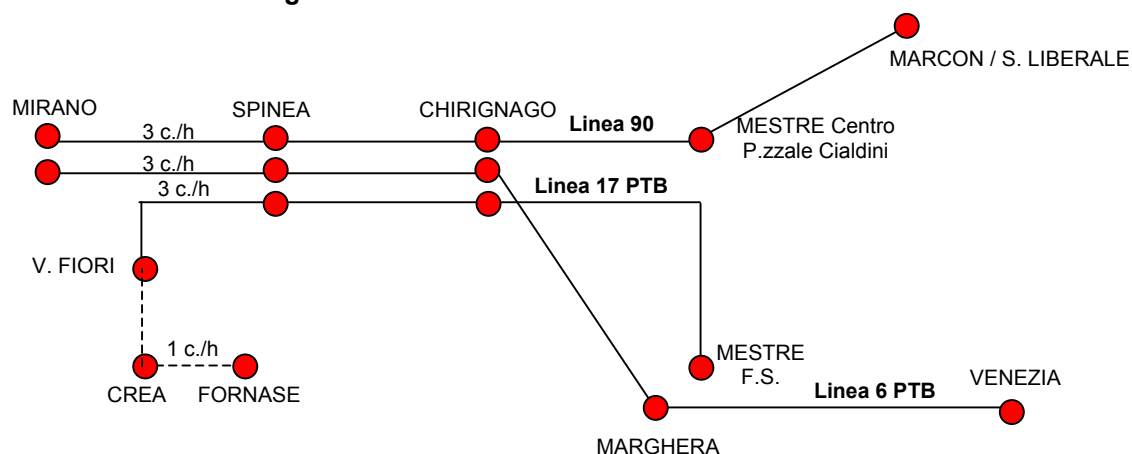 MARCON / S. LIBERALE
MIRANO
SPINEA
CHIRIGNAGO
3 c./h
Linea 90
MESTRE Centro
P.zzale Cialdini
3 c./h
3 c./h
Linea 17 PTB
V. FIORI
1 c./h
CREA
FORNASE
MESTRE
F.S.
Linea 6 PTB
VENEZIA
MARGHERA